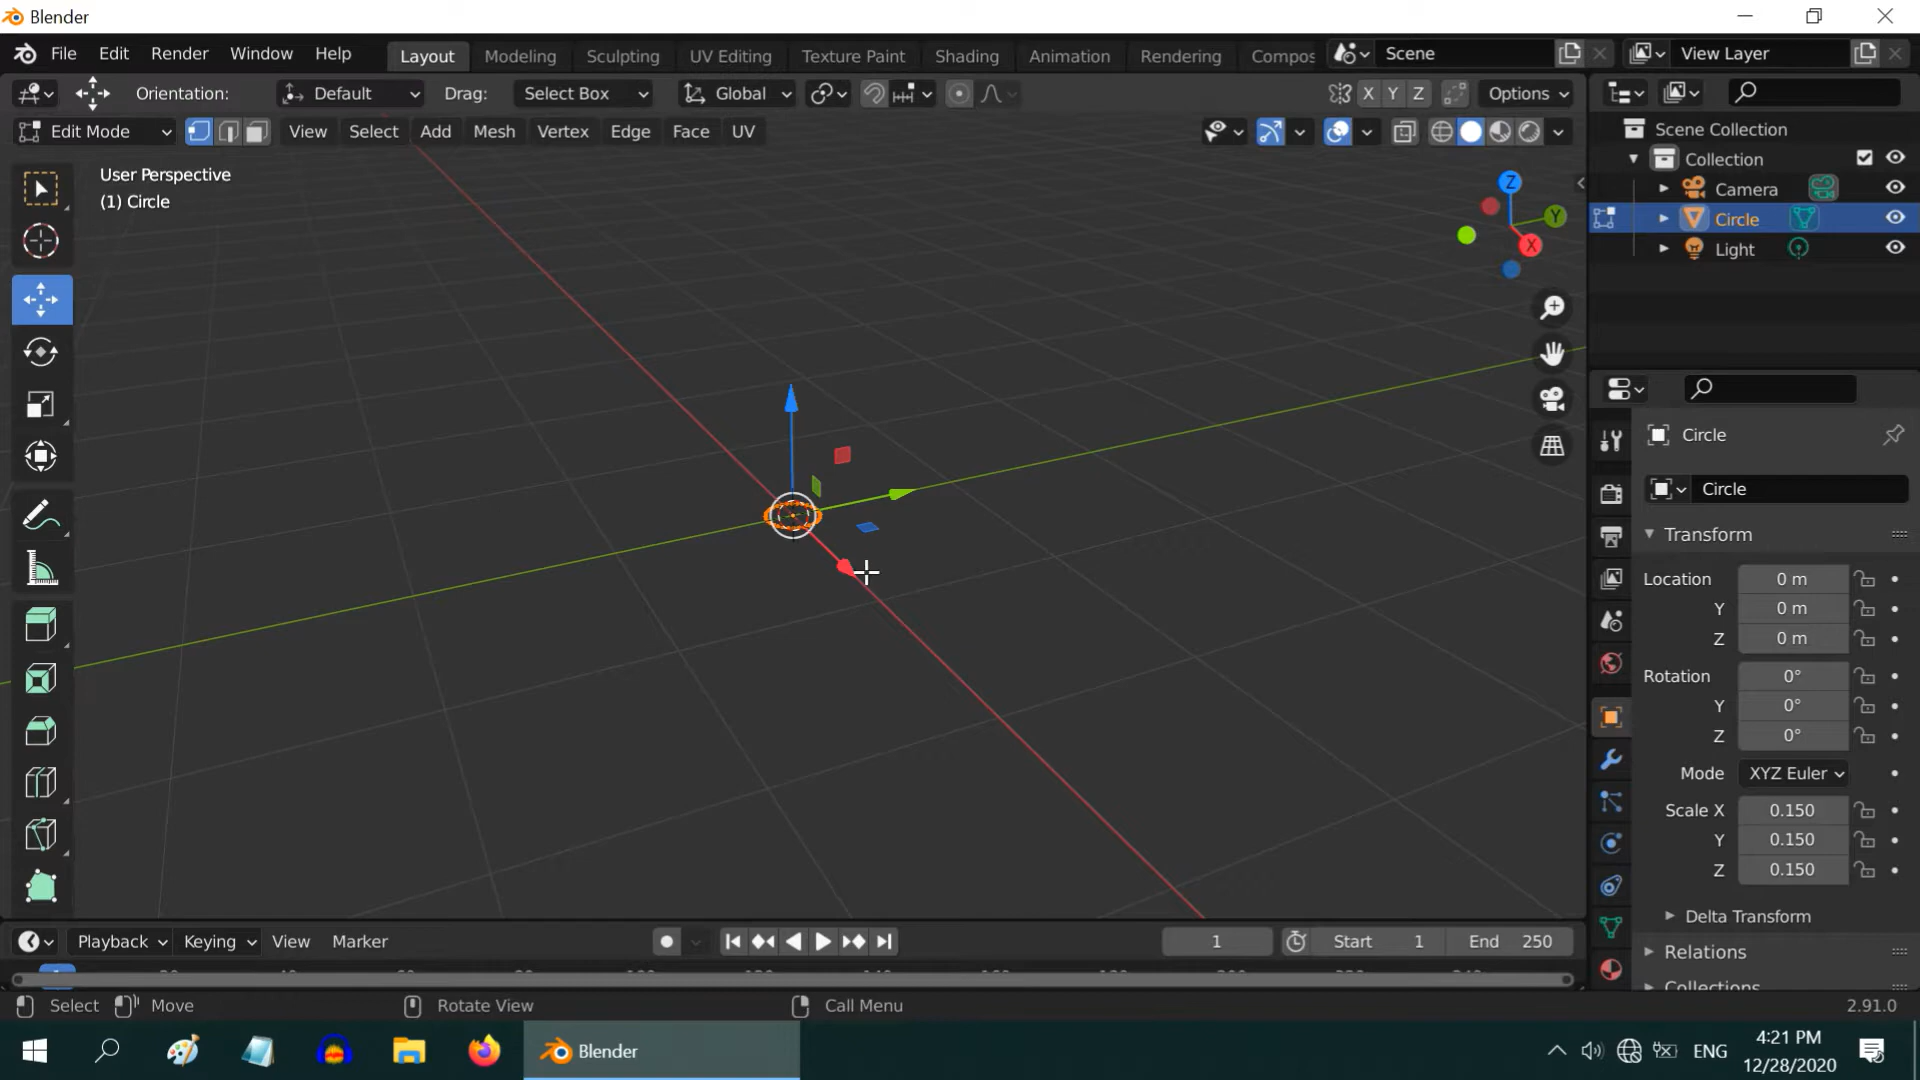 Blender
File Edit Render Window Help Layout Modeling Sculpting UV Editing Texture Paint Shading Animation Rendering Compos Scene View Layer
Orientation: Default Drag: Select Box Global X Y Z Options
Edit Mode View Select Add Mesh Vertex Edge Face UV
User Perspective
(1) Circle
Z
Y
X
Scene Collection
Collection
Camera
Circle
Light
Circle
Circle
Transform
Location 0 m
Y 0 m
Z 0 m
Rotation 0°
Y 0°
Z 0°
Mode XYZ Euler
Scale X 0.150
Y 0.150
Z 0.150
Delta Transform
Relations
Collections
Playback Keying View Marker 1 Start 1 End 250
Select Move Rotate View Call Menu 2.91.0
Blender
ENG
4:21 PM
12/28/2020